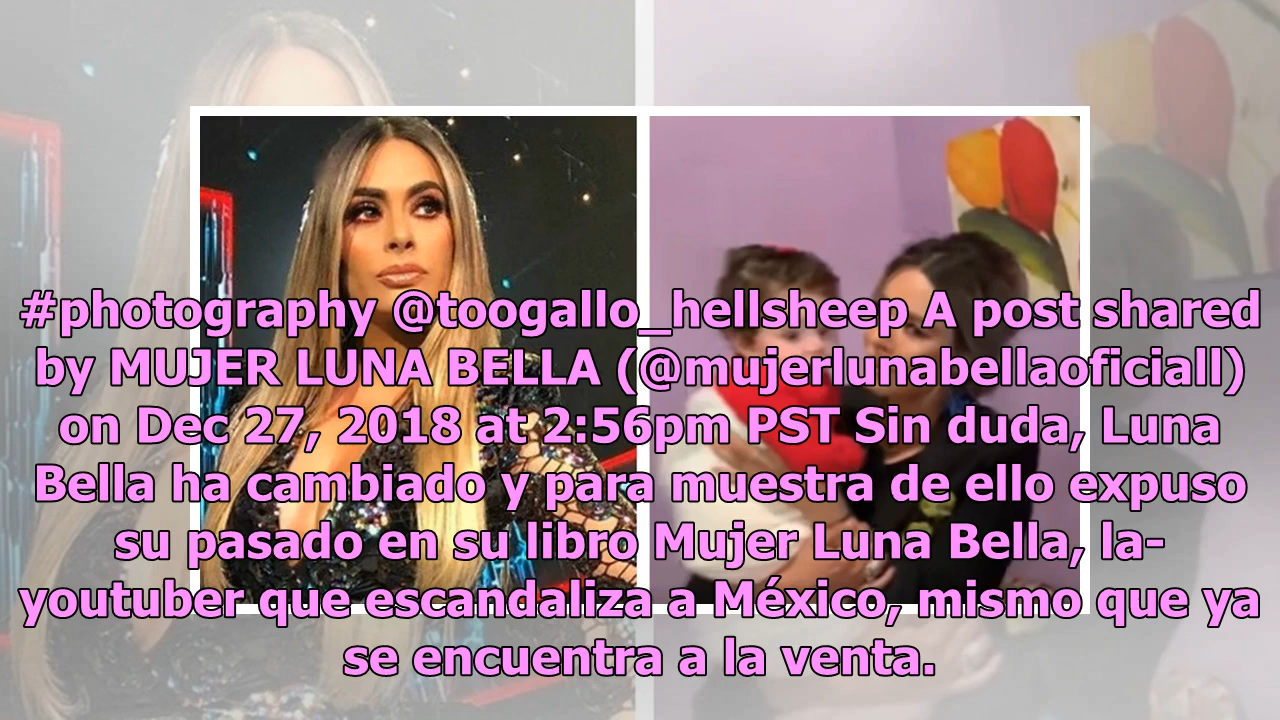 #photography @toogallo_hellsheep A post shared
by MUJER LUNA BELLA (@mujerlunabellaoficiall)
on Dec 27, 2018 at 2:56pm PST Sin duda, Luna
Bella ha cambiado y para muestra de ello expuso
su pasado en su libro Mujer Luna Bella, la-
youtuber que escandaliza a México, mismo que ya
se encuentra a la venta.